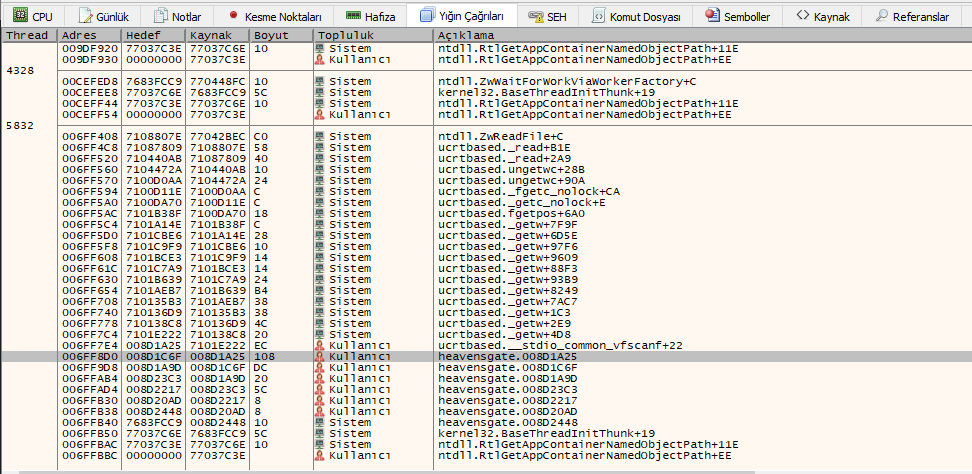 CPU Günlük Notlar Kesme Noktaları Hafıza Yığın Çağrıları SEH Komut Dosyası Semboller Kaynak Referanslar
Thread Adres Hedef Kaynak Boyut Topluluk Açıklama
009DF920 77037C3E 77037C6E 10 Sistem ntdll.RtlGetAppContainerNamedObjectPath+11E
009DF930 00000000 77037C3E Kullanıcı ntdll.RtlGetAppContainerNamedObjectPath+EE
4328
00CEFED8 7683FCC9 770448FC 10 Sistem ntdll.ZwWaitForWorkViaWorkerFactory+C
00CEFEE8 77037C6E 7683FCC9 5C Sistem kernel32.BaseThreadInitThunk+19
00CEFF44 77037C3E 77037C6E 10 Sistem ntdll.RtlGetAppContainerNamedObjectPath+11E
00CEFF54 00000000 77037C3E Kullanıcı ntdll.RtlGetAppContainerNamedObjectPath+EE
5832
006FF408 7108807E 77042BEC C0 Sistem ntdll.ZwReadFile+C
006FF4C8 71087809 7108807E 58 Sistem ucrtbased._read+B1E
006FF520 710440AB 71087809 40 Sistem ucrtbased._read+2A9
006FF560 7104472A 710440AB 10 Sistem ucrtbased.ungetwc+28B
006FF570 7100D0AA 7104472A 24 Sistem ucrtbased.ungetwc+90A
006FF594 7100D11E 7100D0AA C Sistem ucrtbased._fgetc_nolock+CA
006FF5A0 7100DA70 7100D11E C Sistem ucrtbased._getc_nolock+E
006FF5AC 7101B38F 7100DA70 18 Sistem ucrtbased.fgetpos+6A0
006FF5C4 7101A14E 7101B38F C Sistem ucrtbased._getw+7F9F
006FF5D0 7101CBE6 7101A14E 28 Sistem ucrtbased._getw+6D5E
006FF5F8 7101C9F9 7101CBE6 10 Sistem ucrtbased._getw+97F6
006FF608 7101BCE3 7101C9F9 14 Sistem ucrtbased._getw+9609
006FF61C 7101C7A9 7101BCE3 14 Sistem ucrtbased._getw+88F3
006FF630 7101B639 7101C7A9 24 Sistem ucrtbased._getw+93B9
006FF654 7101AEB7 7101B639 B4 Sistem ucrtbased._getw+8249
006FF708 710135B3 7101AEB7 38 Sistem ucrtbased._getw+7AC7
006FF740 710136D9 710135B3 38 Sistem ucrtbased._getw+1C3
006FF778 710138C8 710136D9 4C Sistem ucrtbased._getw+2E9
006FF7C4 7101E222 710138C8 20 Sistem ucrtbased._getw+4D8
006FF7E4 008D1A25 7101E222 EC Kullanıcı ucrtbased.__stdio_common_vfscanf+22
006FF8D0 008D1C6F 008D1A25 108 Kullanıcı heavensgate.008D1A25
006FF9D8 008D1A9D 008D1C6F DC Kullanıcı heavensgate.008D1C6F
006FFAB4 008D23C3 008D1A9D 20 Kullanıcı heavensgate.008D1A9D
006FFAD4 008D2217 008D23C3 5C Kullanıcı heavensgate.008D23C3
006FFB30 008D20AD 008D2217 8 Kullanıcı heavensgate.008D2217
006FFB38 008D2448 008D20AD 8 Kullanıcı heavensgate.008D20AD
006FFB40 7683FCC9 008D2448 10 Sistem heavensgate.008D2448
006FFB50 77037C6E 7683FCC9 5C Sistem kernel32.BaseThreadInitThunk+19
006FFBAC 77037C3E 77037C6E 10 Sistem ntdll.RtlGetAppContainerNamedObjectPath+11E
006FFBBC 00000000 77037C3E Kullanıcı ntdll.RtlGetAppContainerNamedObjectPath+EE